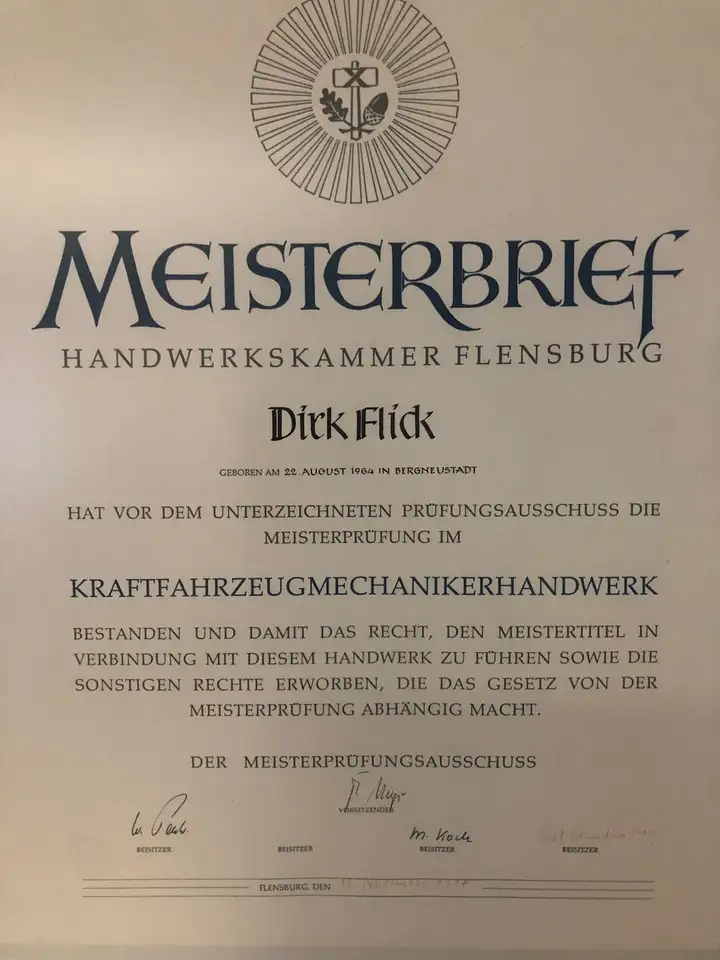 MEISTERBRIEF
HANDWERKSKAMMER FLENSBURG
Dirk Flick
GEBOREN AM 22. AUGUST 1964 IN BERGNEUSTADT
HAT VOR DEM UNTERZEICHNETEN PRÜFUNGSAUSSCHUSS DIE
MEISTERPRÜFUNG IM
KRAFTFAHRZEUGMECHANIKERHANDWERK
BESTANDEN UND DAMIT DAS RECHT, DEN MEISTERTITEL IN
VERBINDUNG MIT DIESEM HANDWERK ZU FÜHREN SOWIE DIE
SONSTIGEN RECHTE ERWORBEN, DIE DAS GESETZ VON DER
MEISTERPRÜFUNG ABHÄNGIG MACHT.
DER MEISTERPRÜFUNGSAUSSCHUSS
VORSITZENDER
M. Koch
BEISITZER BEISITZER BEISITZER BEISITZER
FLENSBURG, DEN